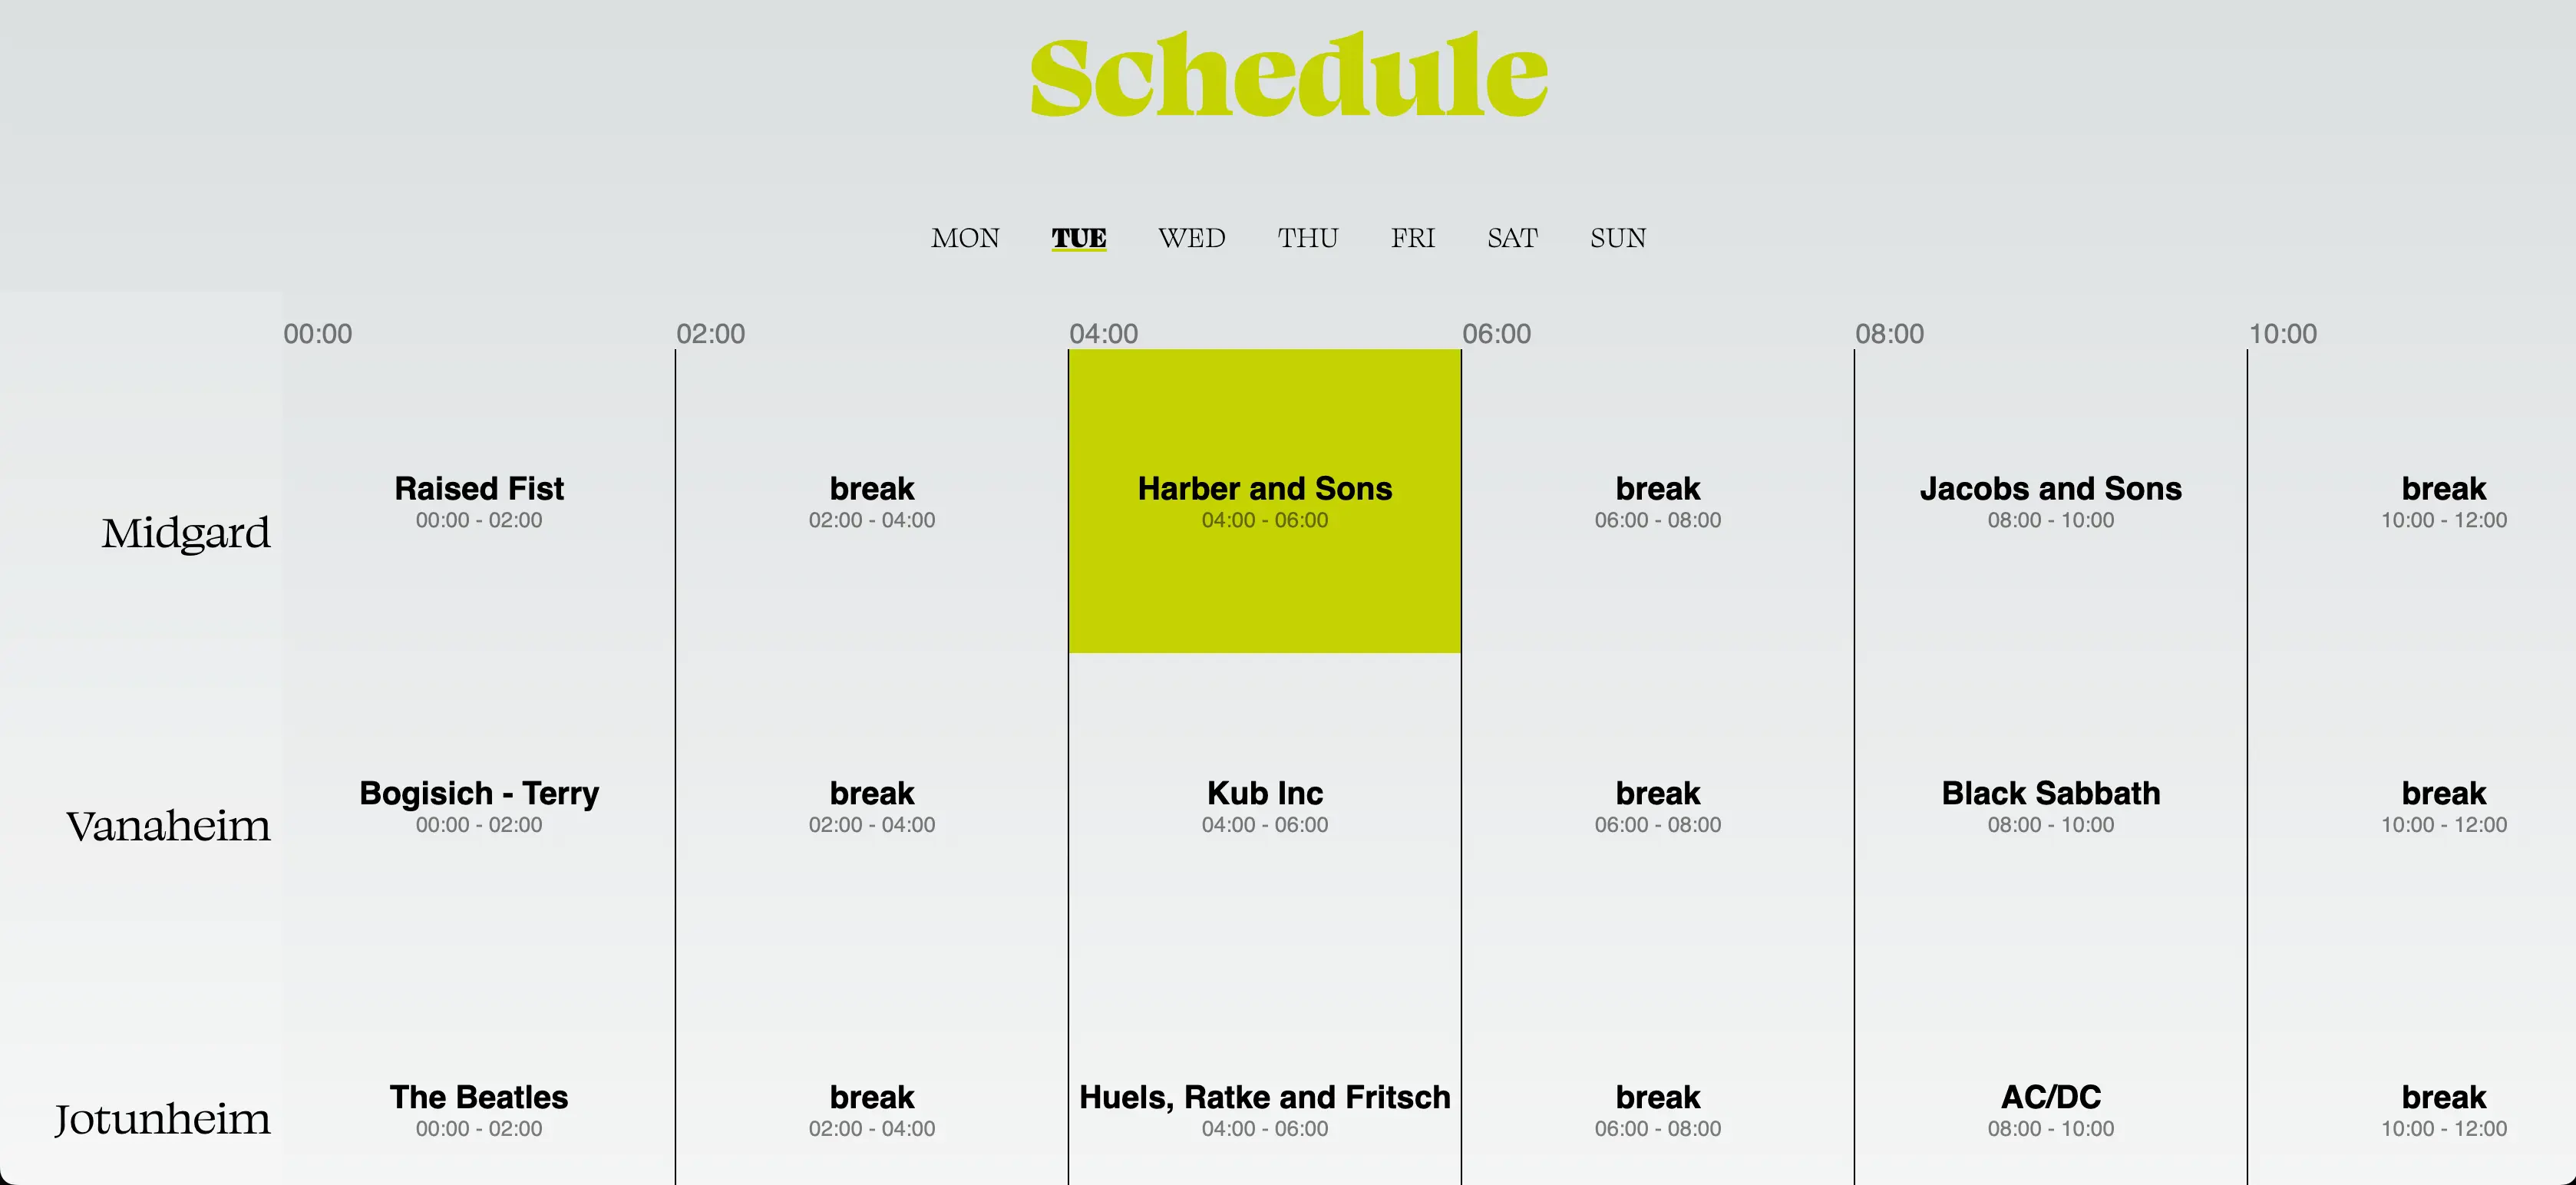 Schedule
MON TUE WED THU FRI SAT SUN
00:00 02:00 04:00 06:00 08:00 10:00
Midgard
Raised Fist
00:00 - 02:00
break
02:00 - 04:00
Harber and Sons
04:00 - 06:00
break
06:00 - 08:00
Jacobs and Sons
08:00 - 10:00
break
10:00 - 12:00
Vanaheim
Bogisich - Terry
00:00 - 02:00
break
02:00 - 04:00
Kub Inc
04:00 - 06:00
break
06:00 - 08:00
Black Sabbath
08:00 - 10:00
break
10:00 - 12:00
Jotunheim
The Beatles
00:00 - 02:00
break
02:00 - 04:00
Huels, Ratke and Fritsch
04:00 - 06:00
break
06:00 - 08:00
AC/DC
08:00 - 10:00
break
10:00 - 12:00